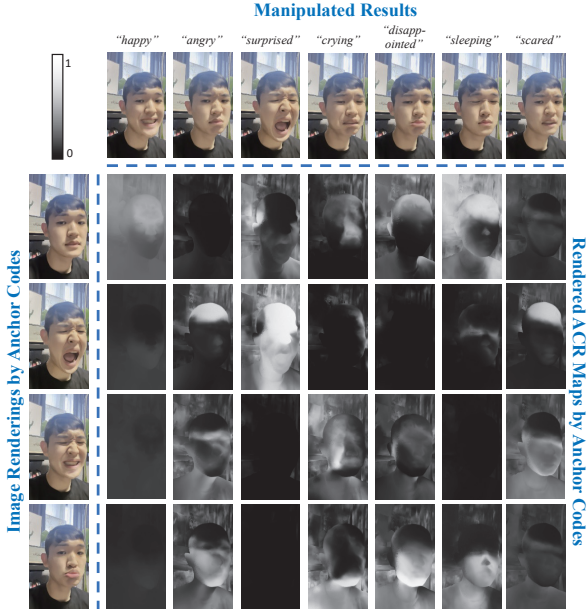 Manipulated Results
"happy" "angry" "surprised" "crying" "disapp-
ointed" "sleeping" "scared"
1
0
Image Renderings by Anchor Codes
Rendered ACR Maps by Anchor Codes